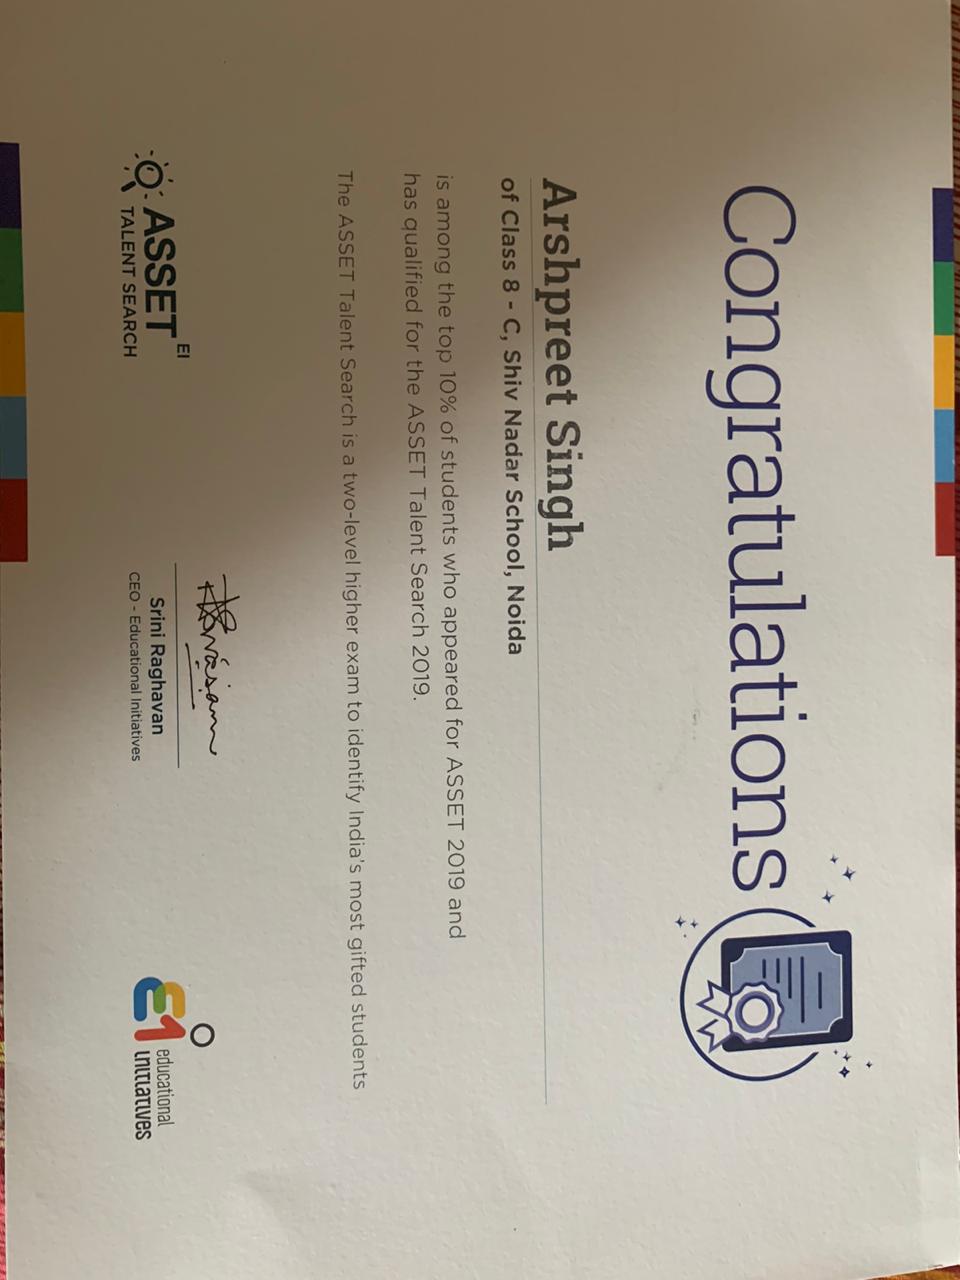 Congratulations
Arshpreet Singh
of Class 8 - C, Shiv Nadar School, Noida
is among the top 10% of students who appeared for ASSET 2019 and
has qualified for the ASSET Talent Search 2019.
The ASSET Talent Search is a two-level higher exam to identify India's most gifted students
EI
ASSET
TALENT SEARCH
Srini Raghavan
CEO - Educational Initiatives
Ei
educational
initiatives